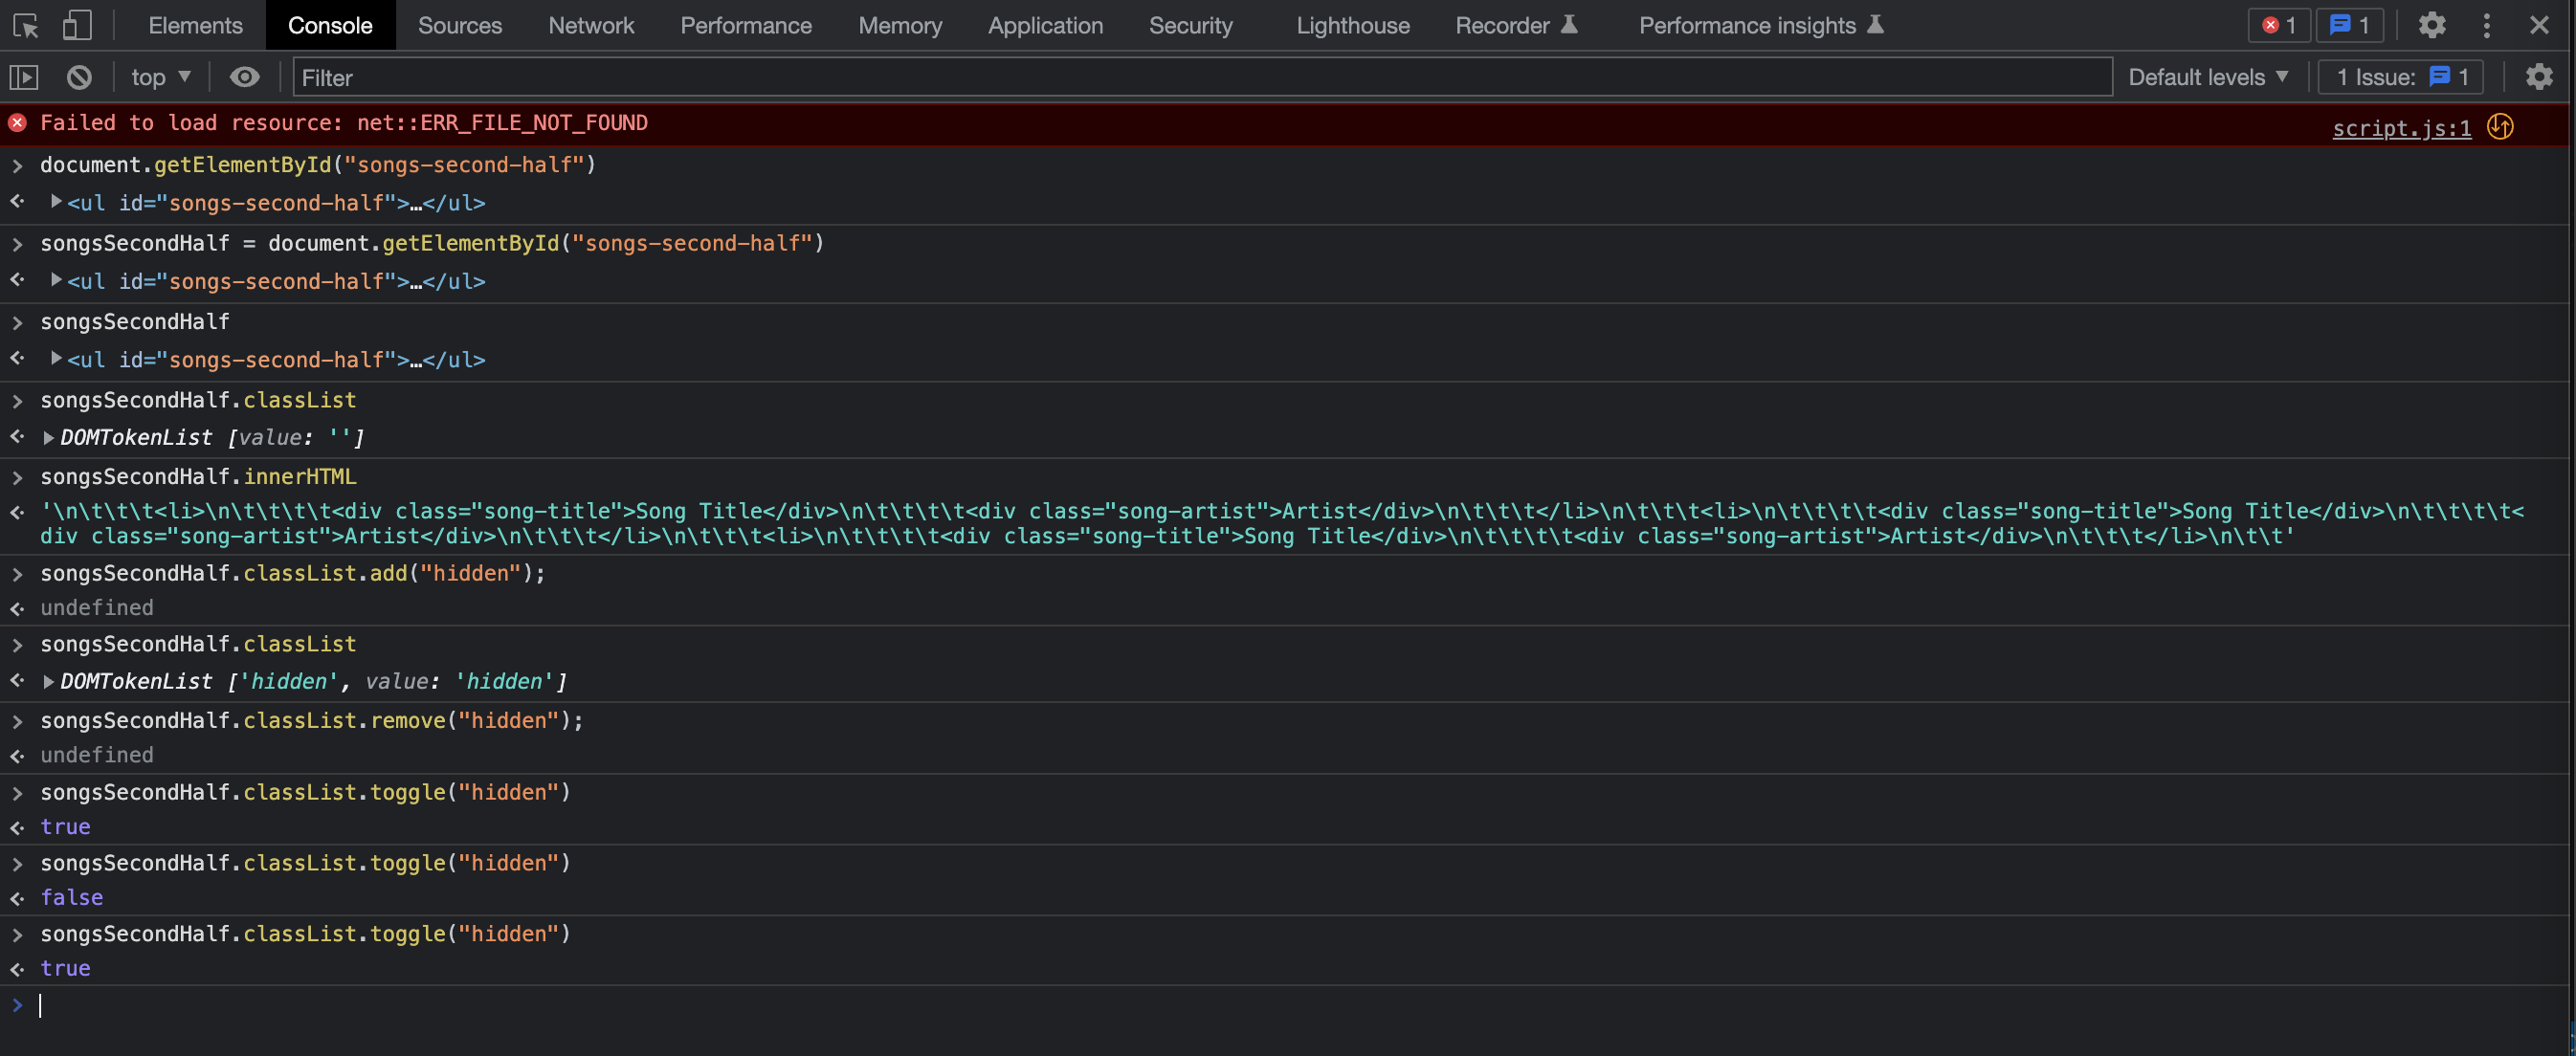 Elements Console Sources Network Performance Memory Application Security Lighthouse Recorder Performance insights 1 1
top Filter Default levels 1 Issue: 1
Failed to load resource: net::ERR_FILE_NOT_FOUND script.js:1
document.getElementById("songs-second-half")
<ul id="songs-second-half">…</ul>
songsSecondHalf = document.getElementById("songs-second-half")
<ul id="songs-second-half">…</ul>
songsSecondHalf
<ul id="songs-second-half">…</ul>
songsSecondHalf.classList
DOMTokenList [value: '']
songsSecondHalf.innerHTML
'\n\t\t\t<li>\n\t\t\t\t<div class="song-title">Song Title</div>\n\t\t\t\t<div class="song-artist">Artist</div>\n\t\t\t</li>\n\t\t\t<li>\n\t\t\t\t<div class="song-title">Song Title</div>\n\t\t\t\t<
div class="song-artist">Artist</div>\n\t\t\t</li>\n\t\t\t<li>\n\t\t\t\t<div class="song-title">Song Title</div>\n\t\t\t\t<div class="song-artist">Artist</div>\n\t\t\t</li>\n\t\t'
songsSecondHalf.classList.add("hidden");
undefined
songsSecondHalf.classList
DOMTokenList ['hidden', value: 'hidden']
songsSecondHalf.classList.remove("hidden");
undefined
songsSecondHalf.classList.toggle("hidden")
true
songsSecondHalf.classList.toggle("hidden")
false
songsSecondHalf.classList.toggle("hidden")
true